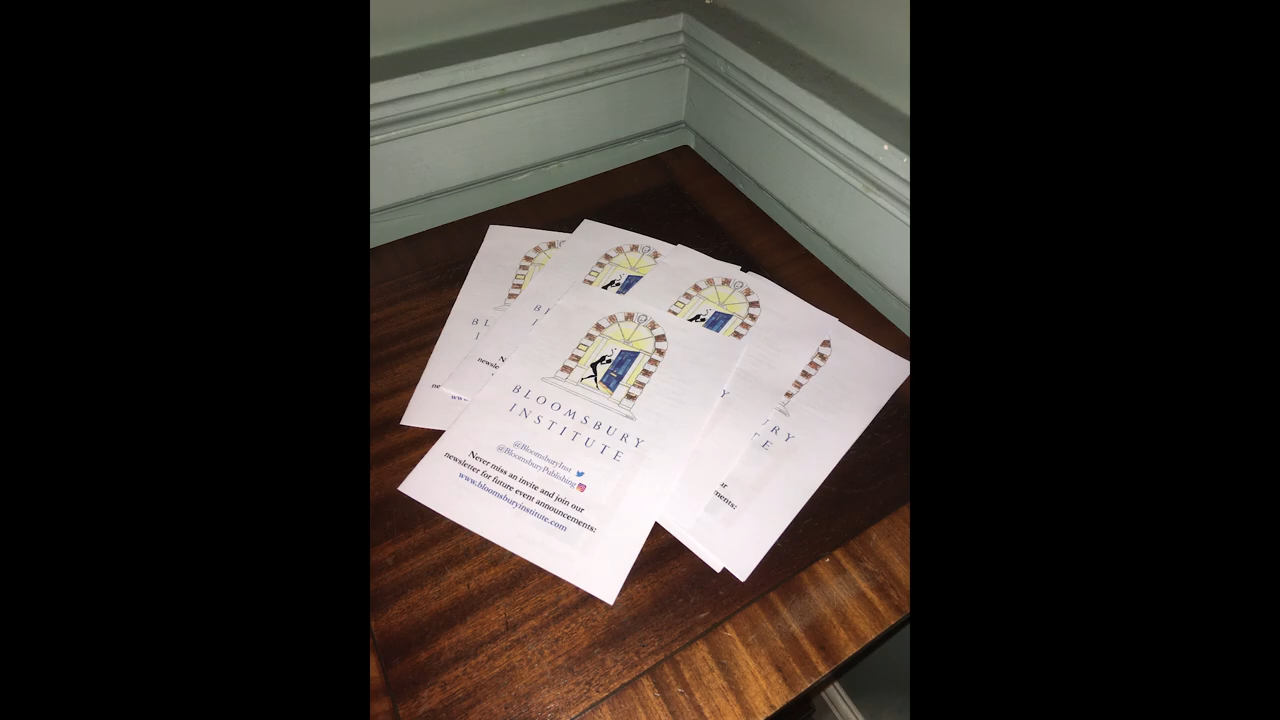 BLOOMSBURY
INSTITUTE
@BloomsburyInst
@BloomsburyPublishing
Never miss an invite and join our
newsletter for future event announcements:
www.bloomsburyinstitute.com